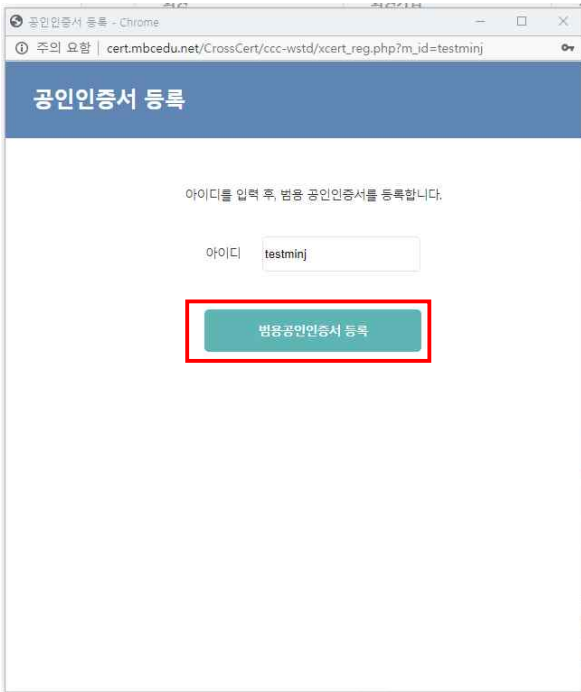 공인인증서 등록 - Chrome
주의 요함 | cert.mbcedu.net/CrossCert/ccc-wstd/xcert_reg.php?m_id=testminj
공인인증서 등록
아이디를 입력 후, 범용 공인인증서를 등록합니다.
아이디 testminj
범용공인인증서 등록